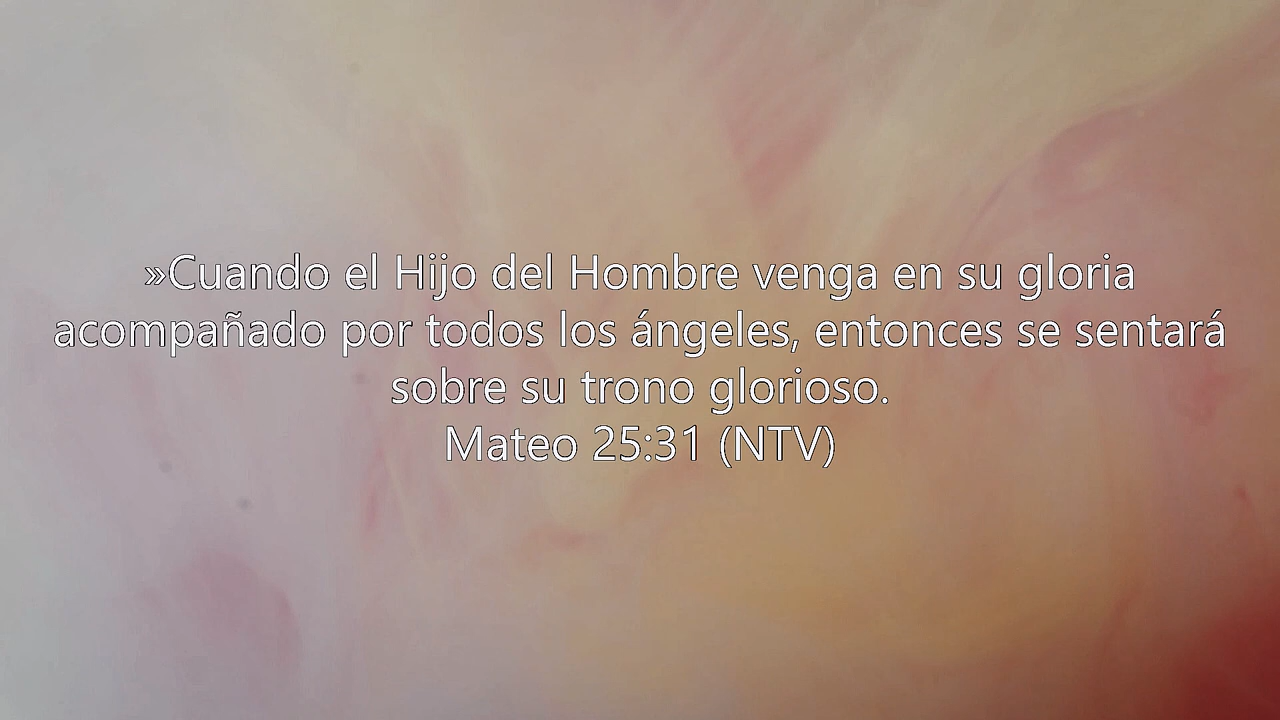 »Cuando el Hijo del Hombre venga en su gloria
acompañado por todos los ángeles, entonces se sentará
sobre su trono glorioso.
Mateo 25:31 (NTV)